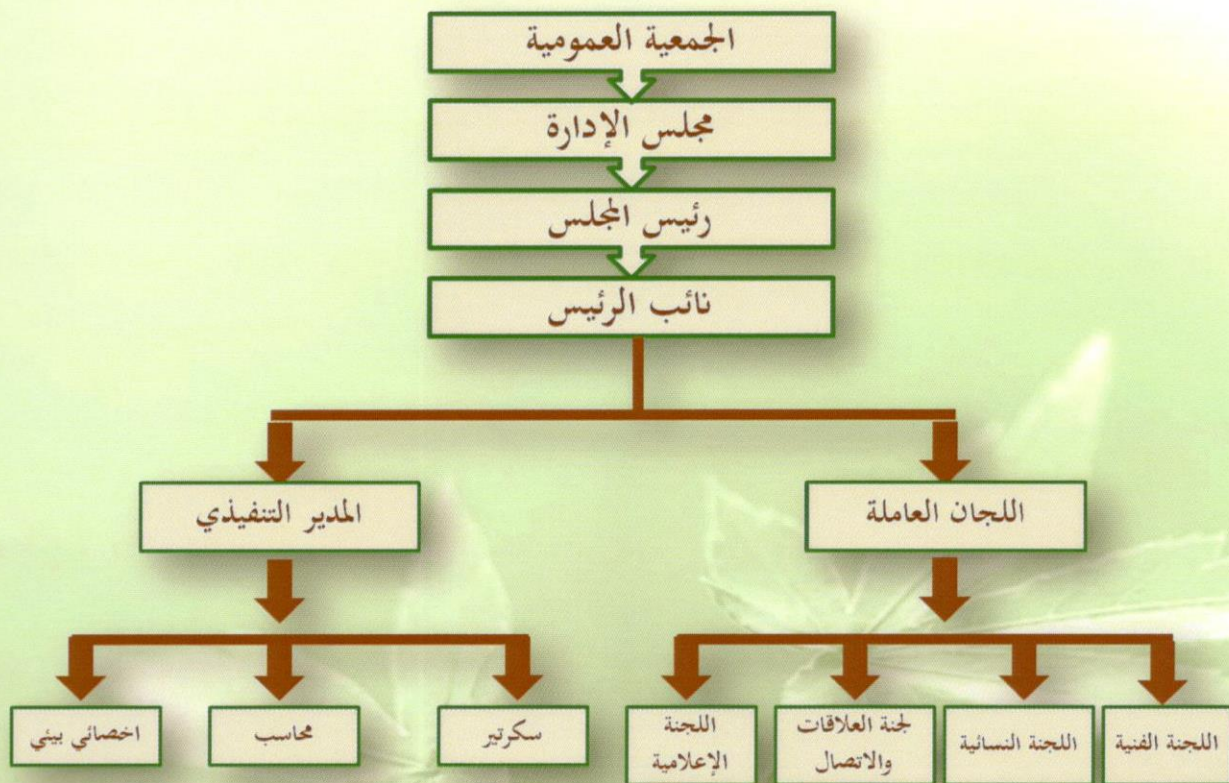 الجمعية العمومية
مجلس الإدارة
رئيس المجلس
نائب الرئيس
اللجان العاملة
المدير التنفيذي
اللجنة الفنية
اللجنة النسائية
لجنة العلاقات
والاتصال
اللجنة
الإعلامية
سكرتير
محاسب
اخصائي بيئي